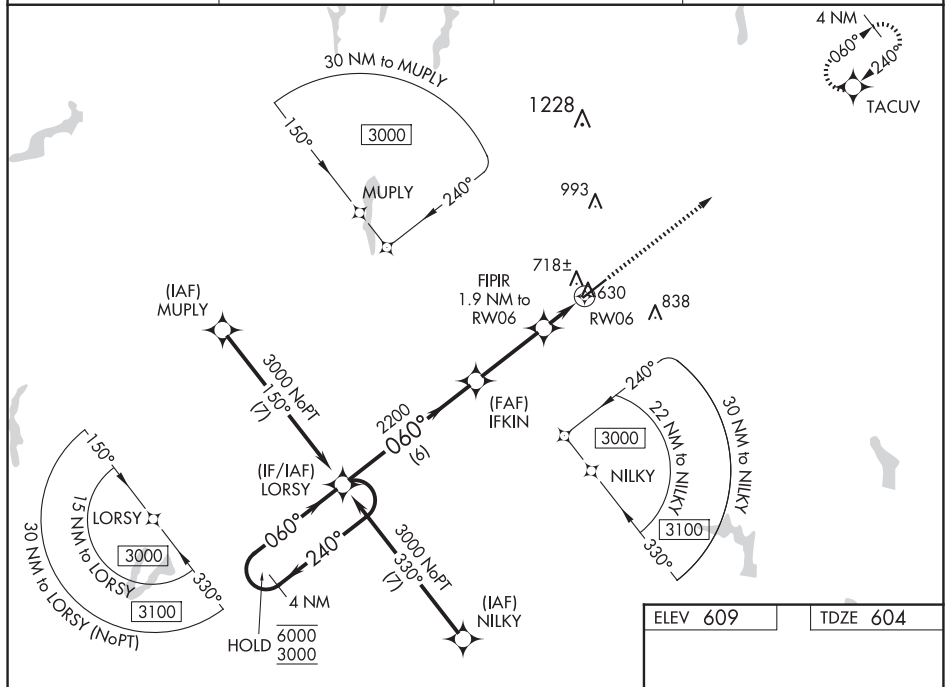 4 NM
060°
240°
TACUV
30 NM to MUPLY
150°
3000
240°
MUPLY
1228
993
718±
630
838
FIPIR
1.9 NM to
RW06
RW06
(IAF)
MUPLY
3000 NoPT
150°
(7)
(FAF)
IFKIN
2200
060°
(6)
(IF/IAF)
LORSY
240°
22 NM to NILKY
30 NM to NILKY
3000
NILKY
3100
330°
150°
LORSY
15 NM to LORSY
3000
330°
30 NM to LORSY (NoPT)
3100
060°
240°
4 NM
HOLD
6000
3000
3000 NoPT
330°
(7)
(IAF)
NILKY
ELEV 609
TDZE 604